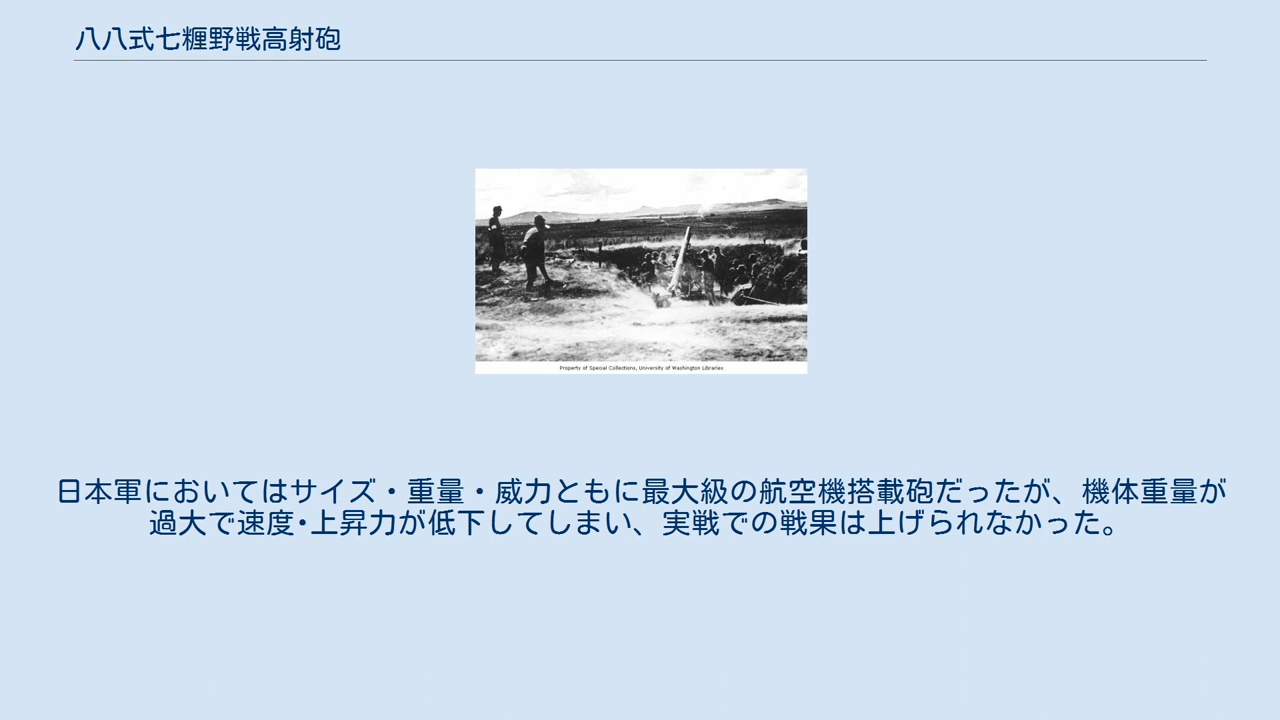 八八式七糎野戦高射砲
Property of Special Collections, University of Washington Libraries
日本軍においてはサイズ・重量・威力ともに最大級の航空機搭載砲だったが、機体重量が
過大で速度･上昇力が低下してしまい、実戦での戦果は上げられなかった。